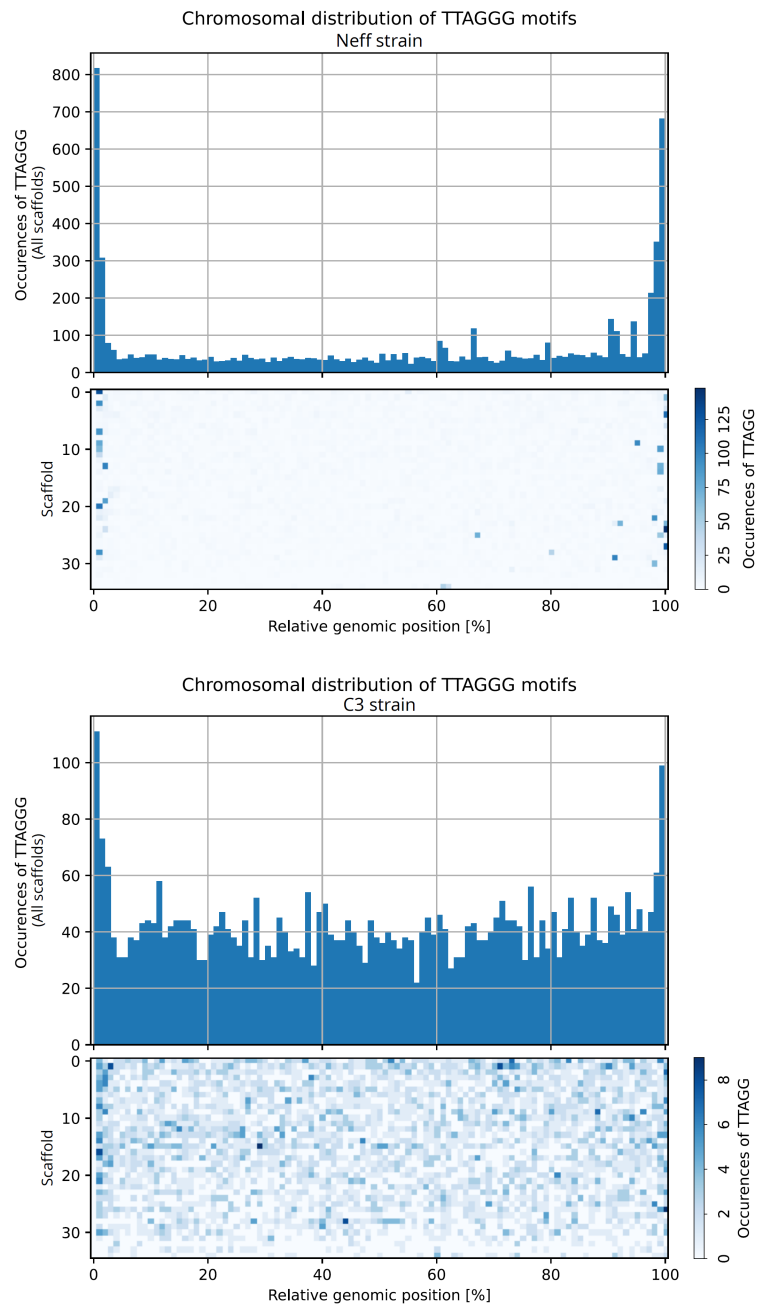 Chromosomal distribution of TTAGGG motifs
Neff strain
Occurences of TTAGGG
(All scaffolds)
800
700
600
500
400
300
200
100
0
Scaffold
0
10
20
30
0 20 40 60 80 100
Relative genomic position [%]
125
100
75
50
25
0
Occurences of TTAGG
Chromosomal distribution of TTAGGG motifs
C3 strain
Occurences of TTAGGG
(All scaffolds)
100
80
60
40
20
0
Scaffold
0
10
20
30
0 20 40 60 80 100
Relative genomic position [%]
8
6
4
2
0
Occurences of TTAGG